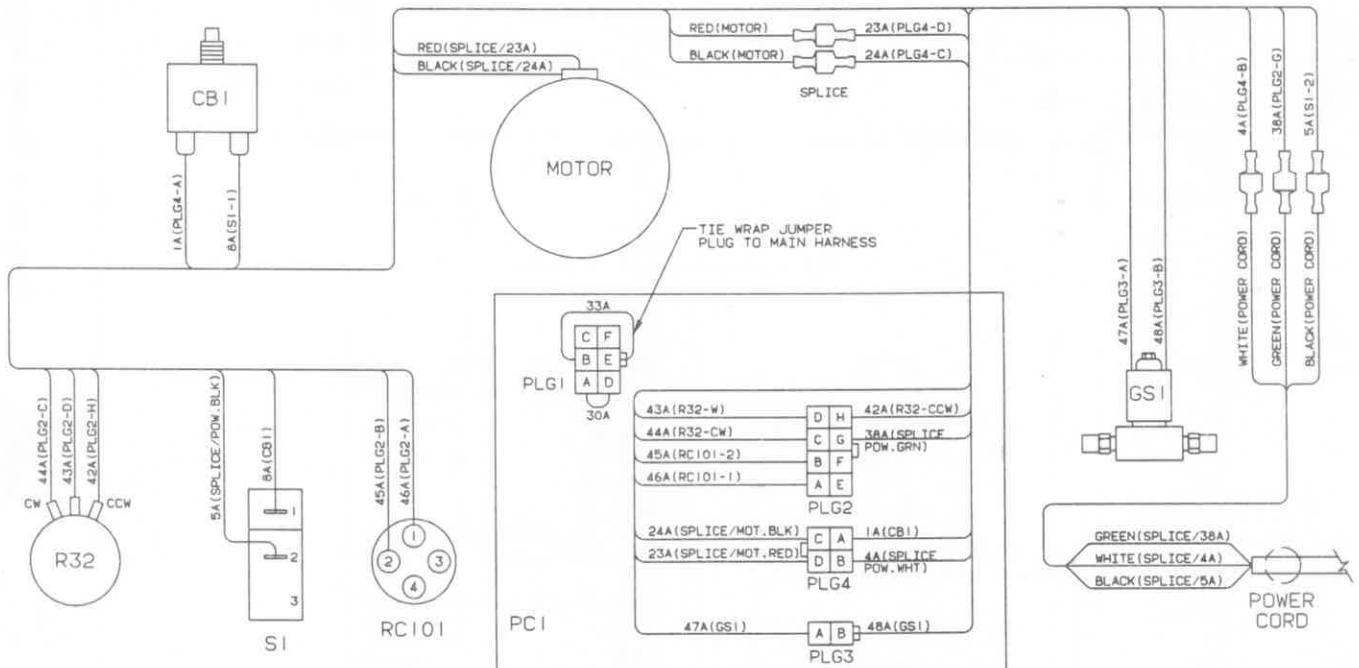 RED(MOTOR)
23A(PLG4-D)
BLACK(MOTOR)
24A(PLG4-C)
SPLICE
RED(SPLICE/23A)
BLACK(SPLICE/24A)
MOTOR
CB1
1A(PLG4-A)
8A(S1-1)
4A(PLG4-B)
38A(PLG2-G)
5A(S1-2)
WHITE(POWER CORD)
GREEN(POWER CORD)
BLACK(POWER CORD)
47A(PLG3-A)
48A(PLG3-B)
GS1
TIE WRAP JUMPER
PLUG TO MAIN HARNESS
33A
C F
B E
A D
PLG1
30A
43A(R32-W)
D H
42A(R32-CCW)
44A(R32-CW)
C G
38A(SPLICE
POW.GRN)
45A(RC101-2)
B F
46A(RC101-1)
A E
PLG2
24A(SPLICE/MOT.BLK)
C A
1A(CB1)
23A(SPLICE/MOT.RED)
D B
4A(SPLICE
POW.WHT)
PLG4
47A(GS1)
A B
48A(GS1)
PLG3
PC1
44A(PLG2-C)
43A(PLG2-D)
42A(PLG2-H)
CW
CCW
R32
5A(SPLICE/POW.BLK)
8A(CB1)
1
2
3
S1
45A(PLG2-B)
46A(PLG2-A)
1
2
3
4
RC101
GREEN(SPLICE/38A)
WHITE(SPLICE/4A)
BLACK(SPLICE/5A)
POWER
CORD